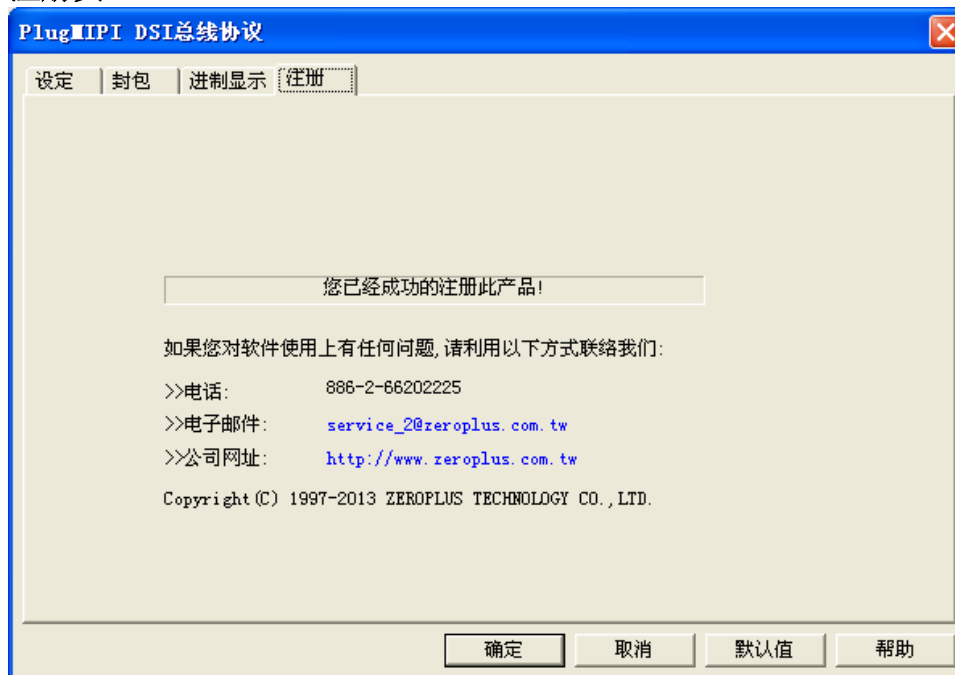 PlugMIPI DSI总线协议
设定 封包 进制显示 注册
您已经成功的注册此产品!
如果您对软件使用上有任何问题,请利用以下方式联络我们:
>>电话: 886-2-66202225
>>电子邮件: service_2@zeroplus.com.tw
>>公司网址: http://www.zeroplus.com.tw
Copyright(C) 1997-2013 ZEROPLUS TECHNOLOGY CO.,LTD.
确定 取消 默认值 帮助